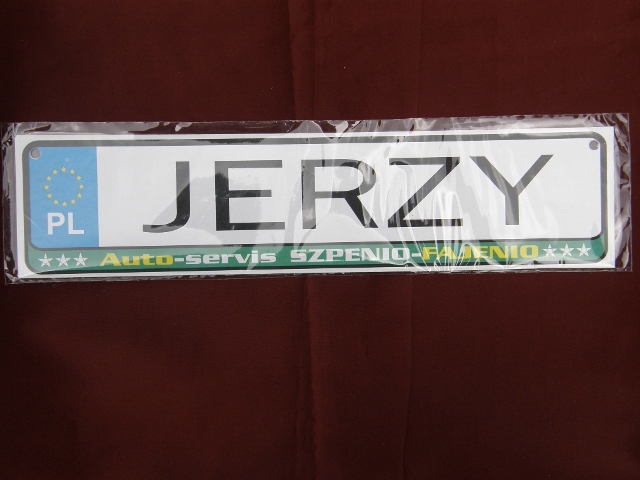 PL JERZY
*** Auto-servis SZPENIO-FAJENIO ***